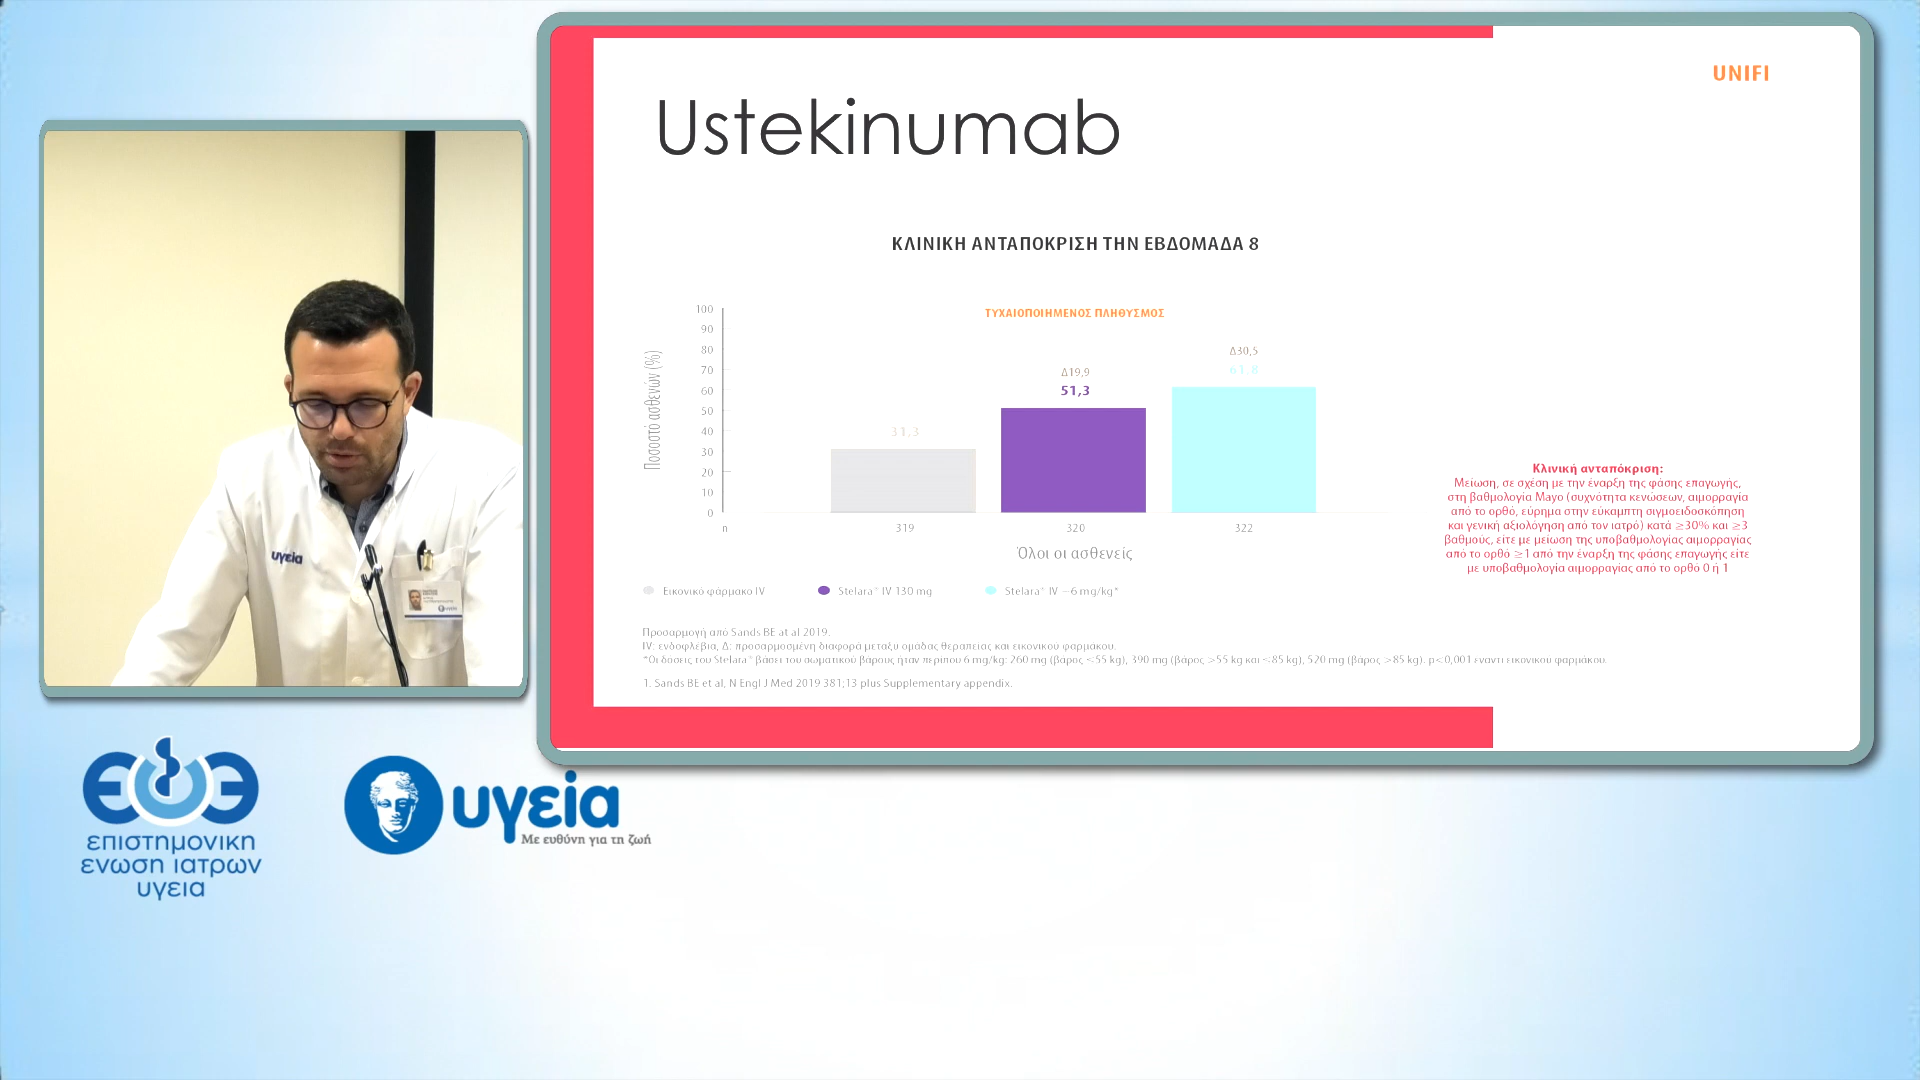 UNIFI
Ustekinumab
ΚΛΙΝΙΚΗ ΑΝΤΑΠΟΚΡΙΣΗ ΤΗΝ ΕΒΔΟΜΑΔΑ 8
ΤΥΧΑΙΟΠΟΙΗΜΕΝΟΣ ΠΛΗΘΥΣΜΟΣ
Ποσοστό ασθενών (%)
100
90
80
70
60
50
40
30
20
10
0
31.3
Δ19,9
51,3
Δ30,5
61,8
n 319 320 322
Όλοι οι ασθενείς
Εικονικό φάρμακο IV Stelara® IV 130 mg Stelara® IV ~6 mg/kg*
Κλινική ανταπόκριση:
Μείωση, σε σχέση με την έναρξη της φάσης επαγωγής,
στη βαθμολογία Mayo (συχνότητα κενώσεων, αιμορραγία
από το ορθό, εύρημα στην εύκαμπτη σιγμοειδοσκόπηση
και γενική αξιολόγηση από τον ιατρό) κατά ≥30% και ≥3
βαθμούς, είτε με μείωση της υποβαθμολογίας αιμορραγίας
από το ορθό ≥1 από την έναρξη της φάσης επαγωγής είτε
με υποβαθμολογία αιμορραγίας από το ορθό 0 ή 1
Προσαρμογή από Sands BE at al 2019.
IV: ενδοφλέβια, Δ: προσαρμοσμένη διαφορά μεταξύ ομάδας θεραπείας και εικονικού φαρμάκου.
*Οι δόσεις του Stelara® βάσει του σωματικού βάρους ήταν περίπου 6 mg/kg: 260 mg (βάρος ≤55 kg), 390 mg (βάρος >55 kg και ≤85 kg), 520 mg (βάρος >85 kg). p<0,001 έναντι εικονικού φαρμάκου.
1. Sands BE et al, N Engl J Med 2019 381;13 plus Supplementary appendix.
υγεία
υγεία
επιστημονικη
ενωση ιατρων
υγεια
υγεία
Με ευθύνη για τη ζωή